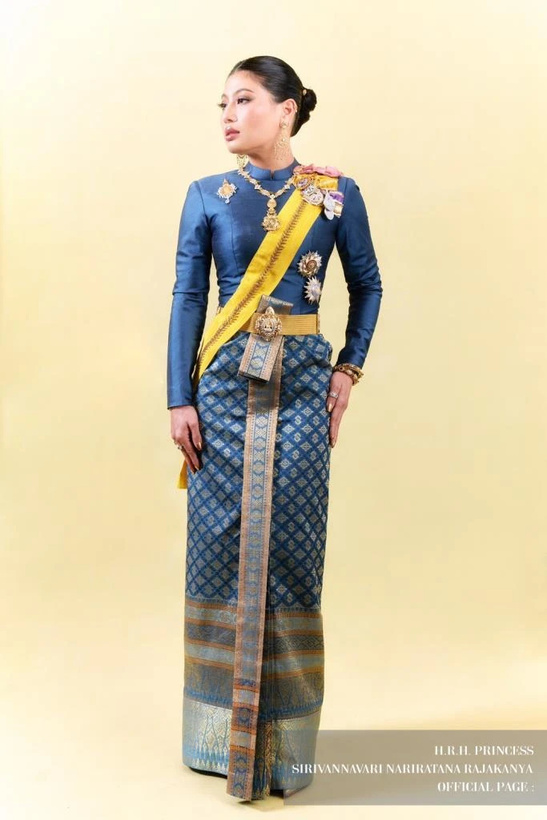 H.R.H. PRINCESS
SIRIVANNAVARI NARIRATANA RAJAKANYA
OFFICIAL PAGE :